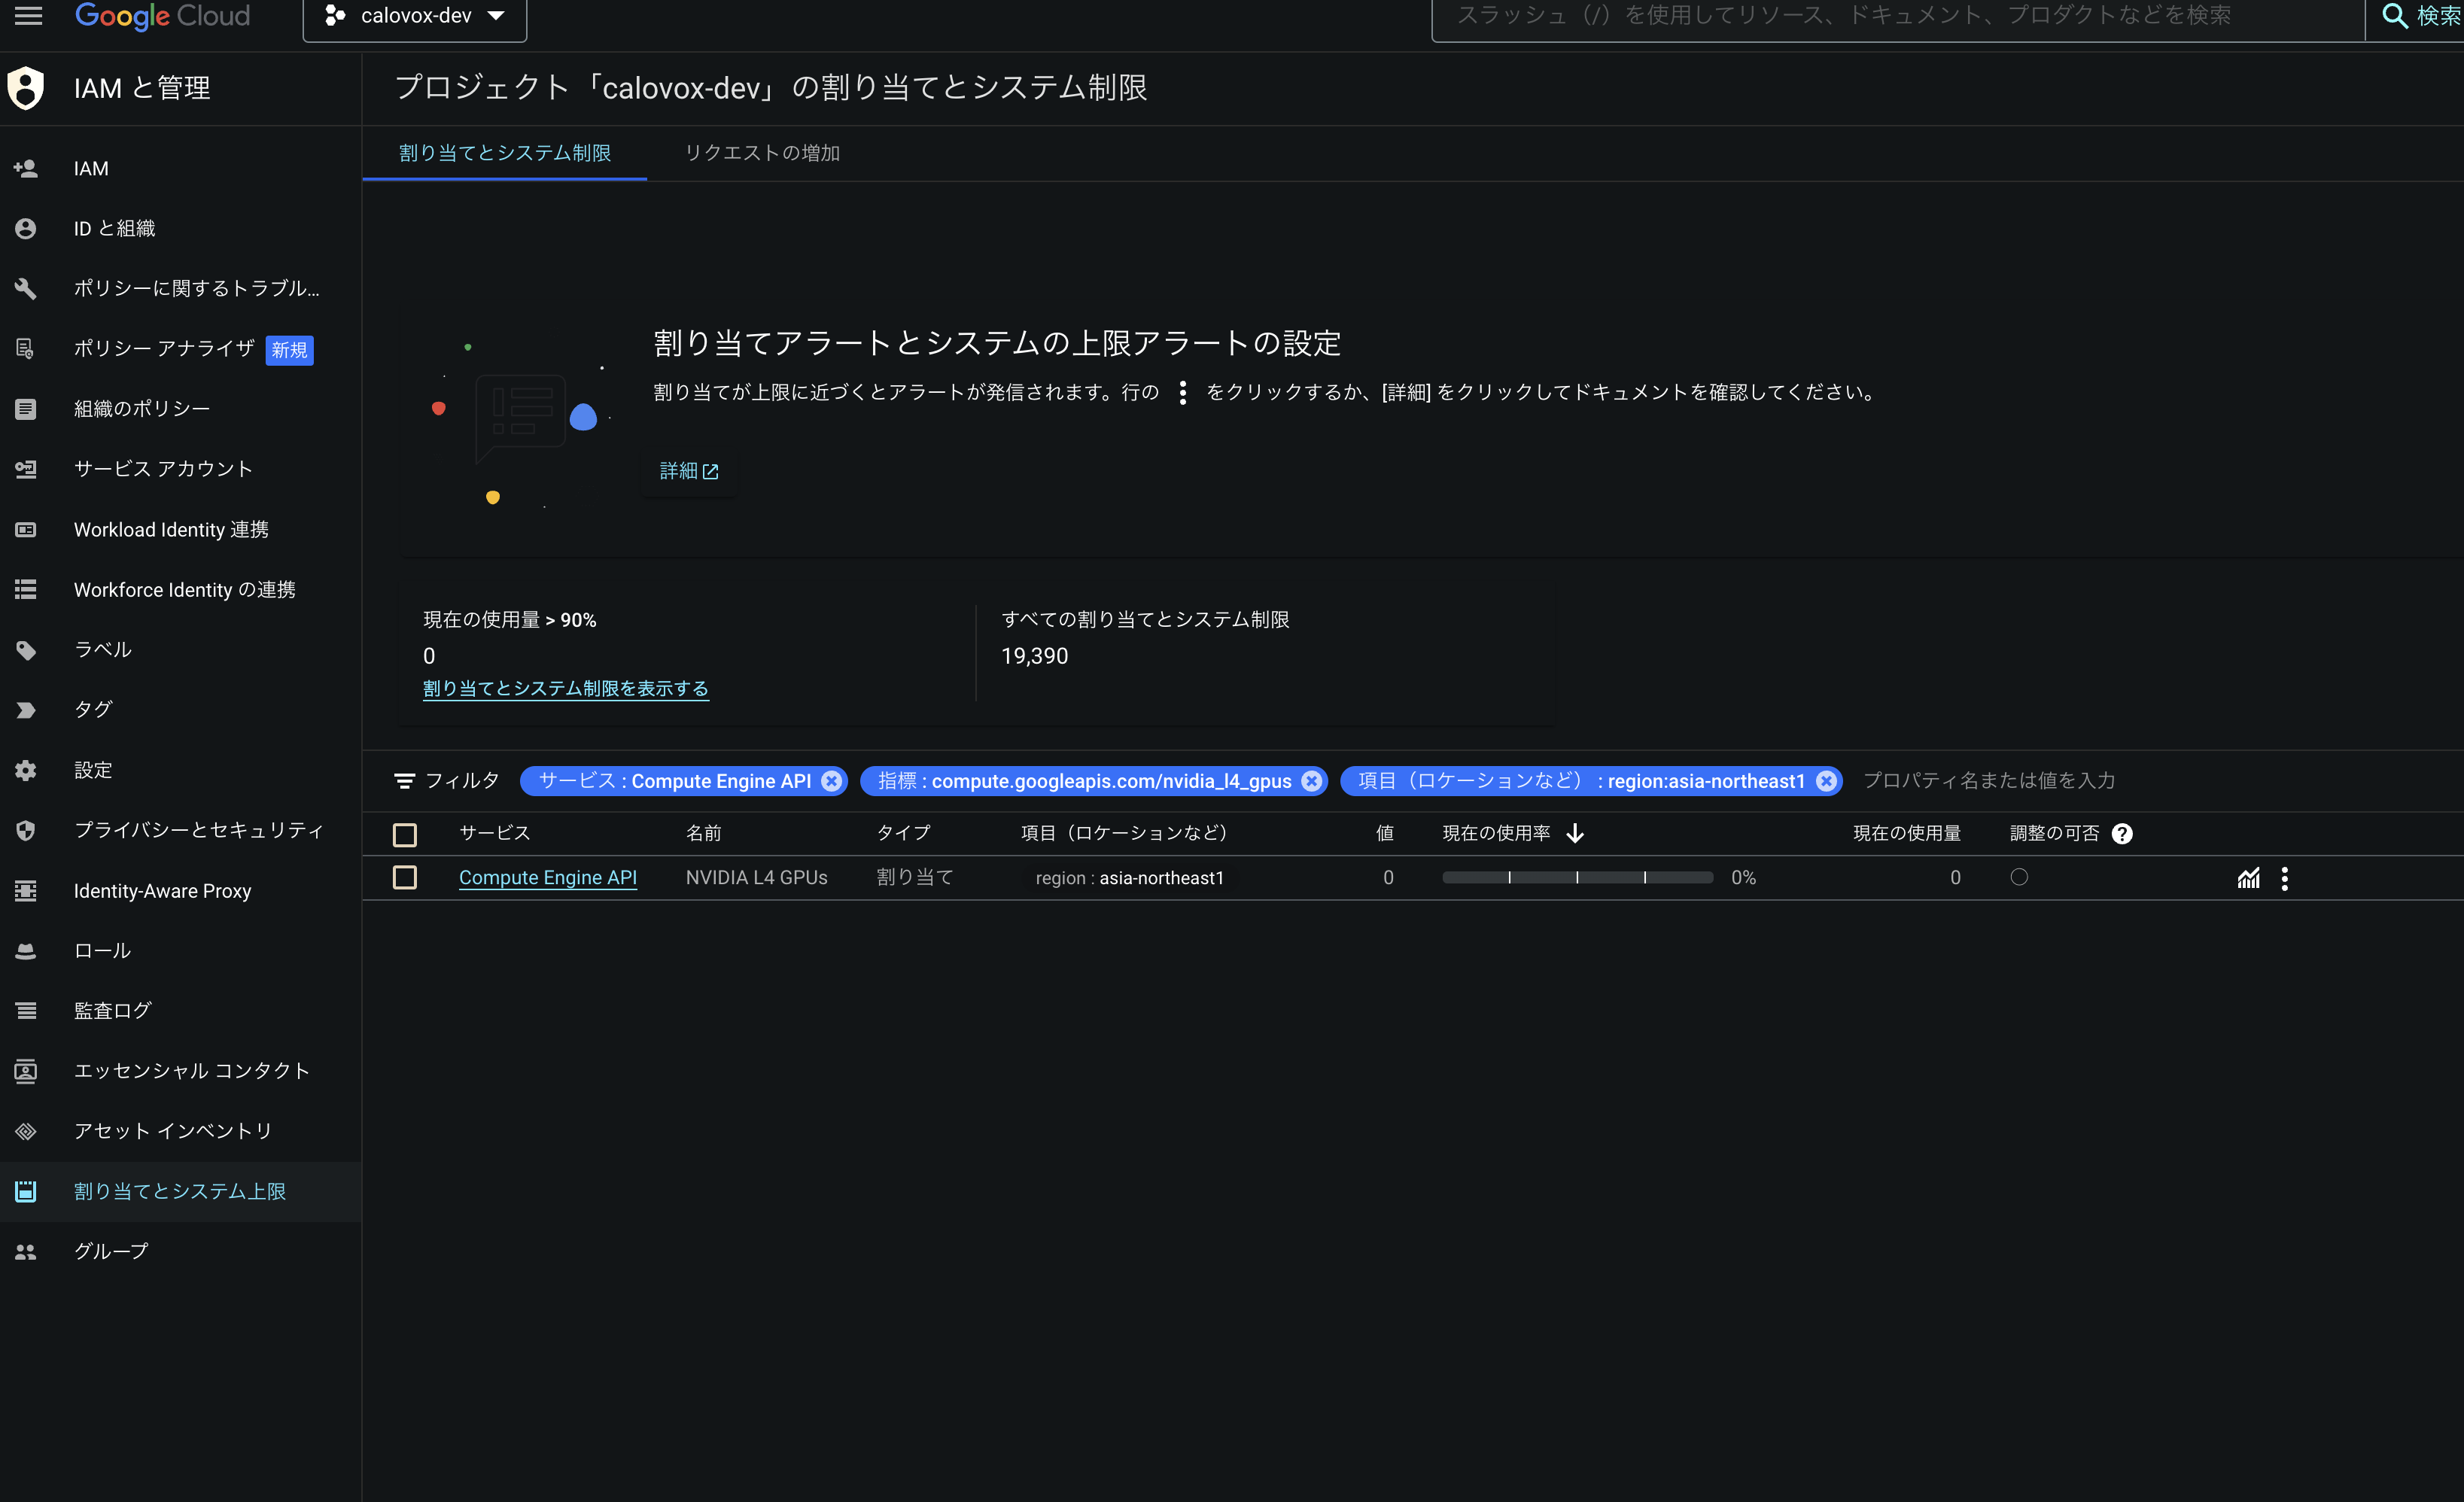 Google Cloud
calovox-dev
スラッシュ（/）を使用してリソース、ドキュメント、プロダクトなどを検索
検索
IAM と管理
プロジェクト「calovox-dev」の割り当てとシステム制限
割り当てとシステム制限
リクエストの増加
IAM
ID と組織
ポリシーに関するトラブル...
ポリシー アナライザ 新規
組織のポリシー
サービス アカウント
Workload Identity 連携
Workforce Identity の連携
ラベル
タグ
設定
プライバシーとセキュリティ
Identity-Aware Proxy
ロール
監査ログ
エッセンシャル コンタクト
アセット インベントリ
割り当てとシステム上限
グループ
割り当てアラートとシステムの上限アラートの設定
割り当てが上限に近づくとアラートが発信されます。行の をクリックするか、[詳細] をクリックしてドキュメントを確認してください。
詳細
現在の使用量 > 90%
0
割り当てとシステム制限を表示する
すべての割り当てとシステム制限
19,390
フィルタ サービス : Compute Engine API 指標 : compute.googleapis.com/nvidia_l4_gpus 項目（ロケーションなど） : region:asia-northeast1 プロパティ名または値を入力
サービス 名前 タイプ 項目（ロケーションなど） 値 現在の使用率 現在の使用量 調整の可否
Compute Engine API NVIDIA L4 GPUs 割り当て region : asia-northeast1 0 0% 0